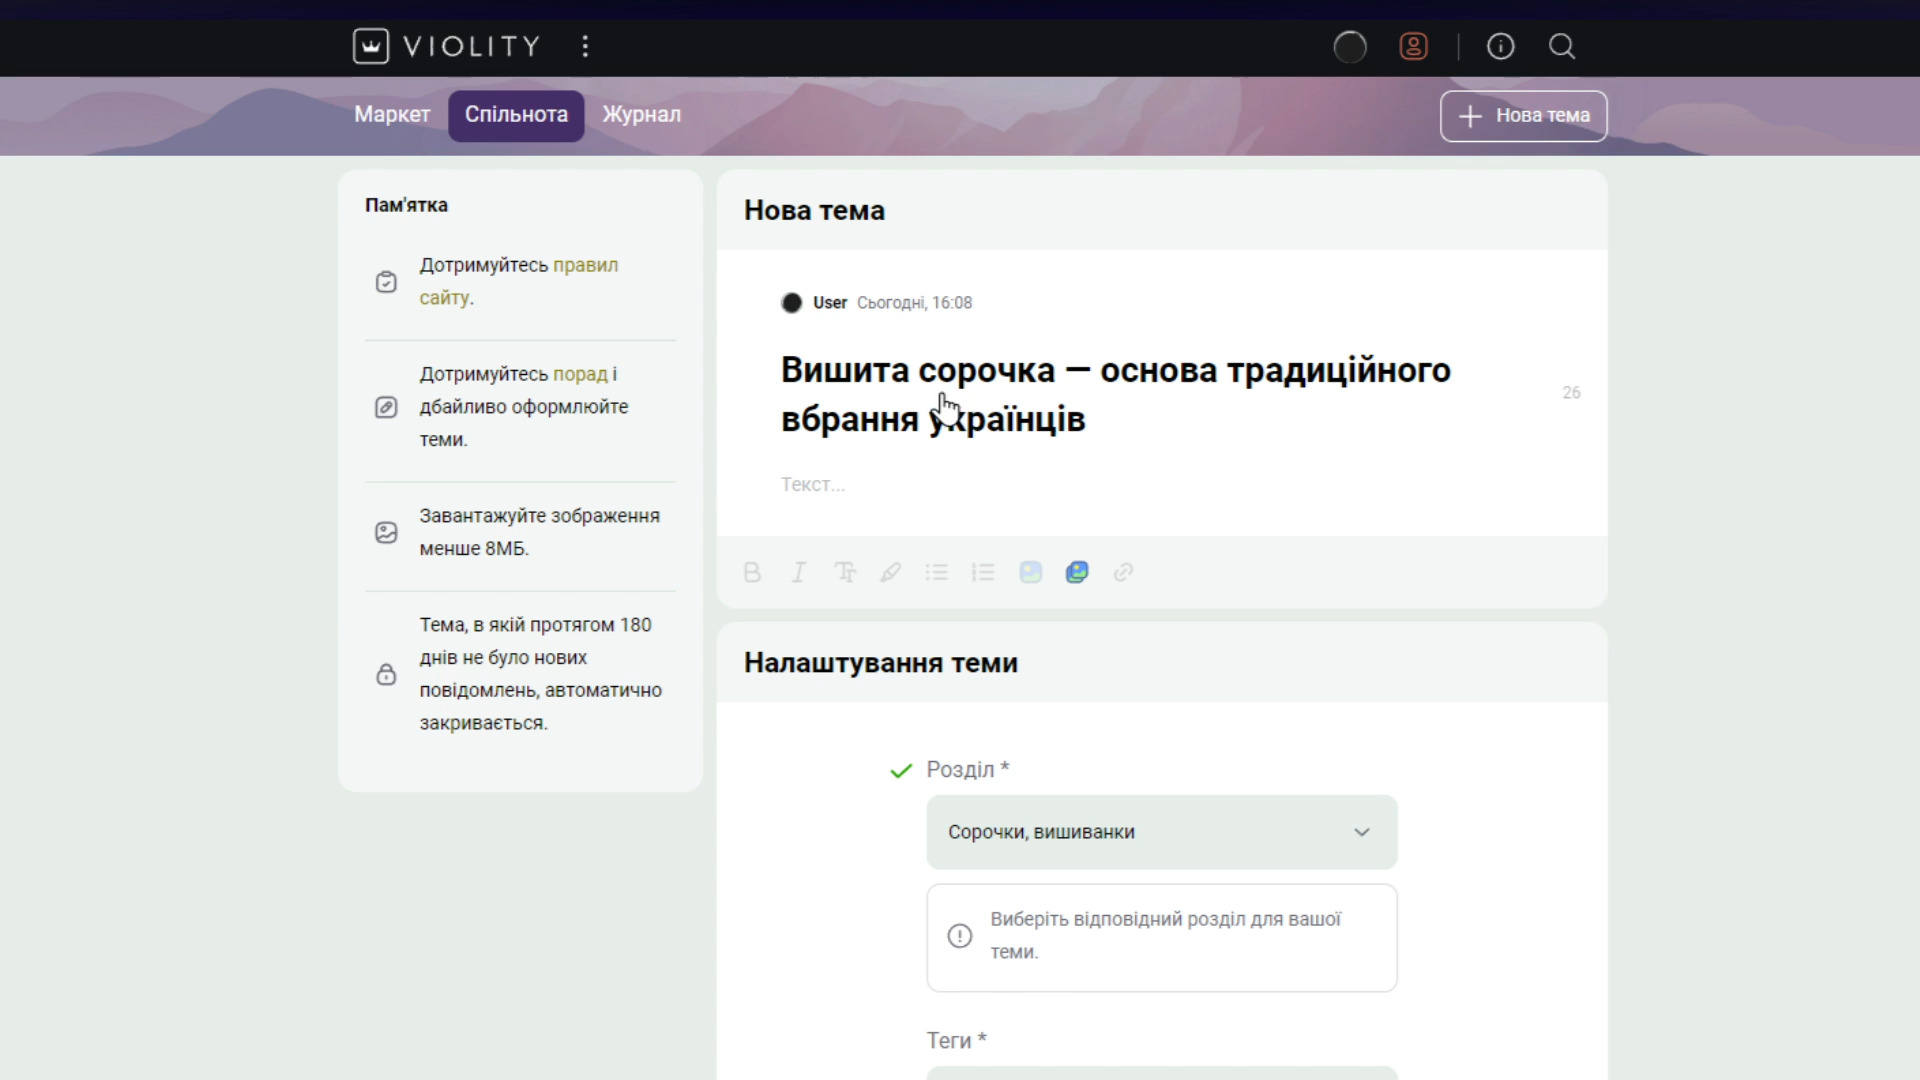 VIOLITY
Маркет
Спільнота
Журнал
Нова тема
Пам'ятка
Дотримуйтесь правил
сайту.
Дотримуйтесь порад і
дбайливо оформлюйте
теми.
Завантажуйте зображення
менше 8МБ.
Тема, в якій протягом 180
днів не було нових
повідомлень, автоматично
закривається.
Нова тема
User Сьогодні, 16:08
Вишита сорочка — основа традиційного
вбрання українців
26
Текст...
Налаштування теми
Розділ *
Сорочки, вишиванки
Виберіть відповідний розділ для вашої
теми.
Теги *